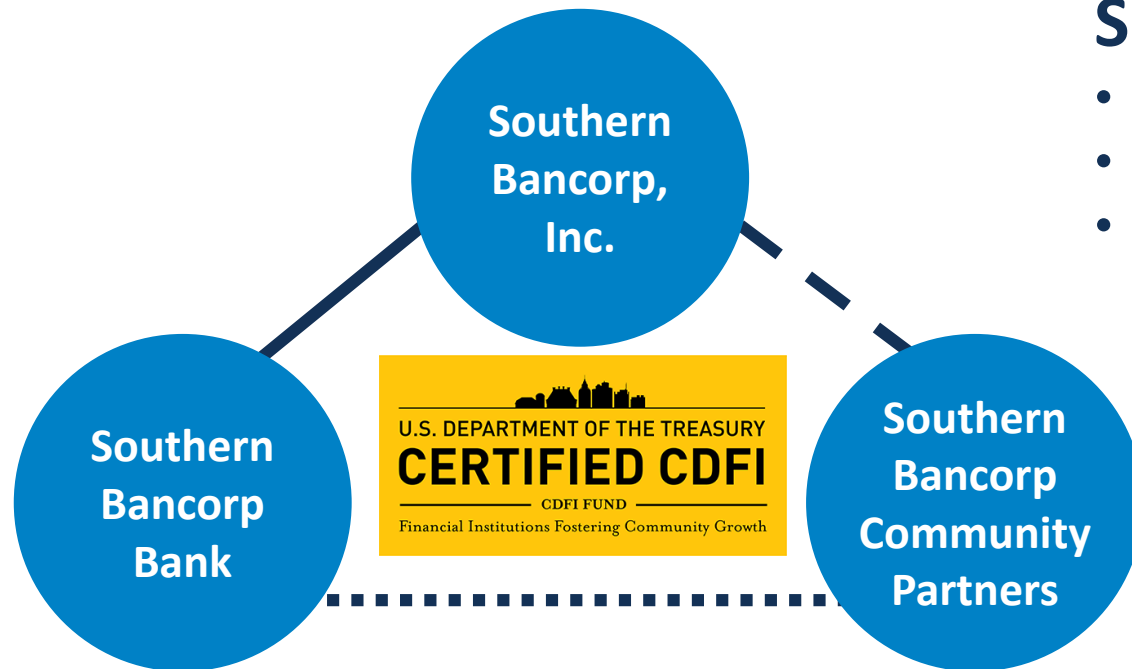 S
Southern
Bancorp,
Inc.
U.S. DEPARTMENT OF THE TREASURY
CERTIFIED CDFI
CDFI FUND
Financial Institutions Fostering Community Growth
Southern
Bancorp
Bank
Southern
Bancorp
Community
Partners